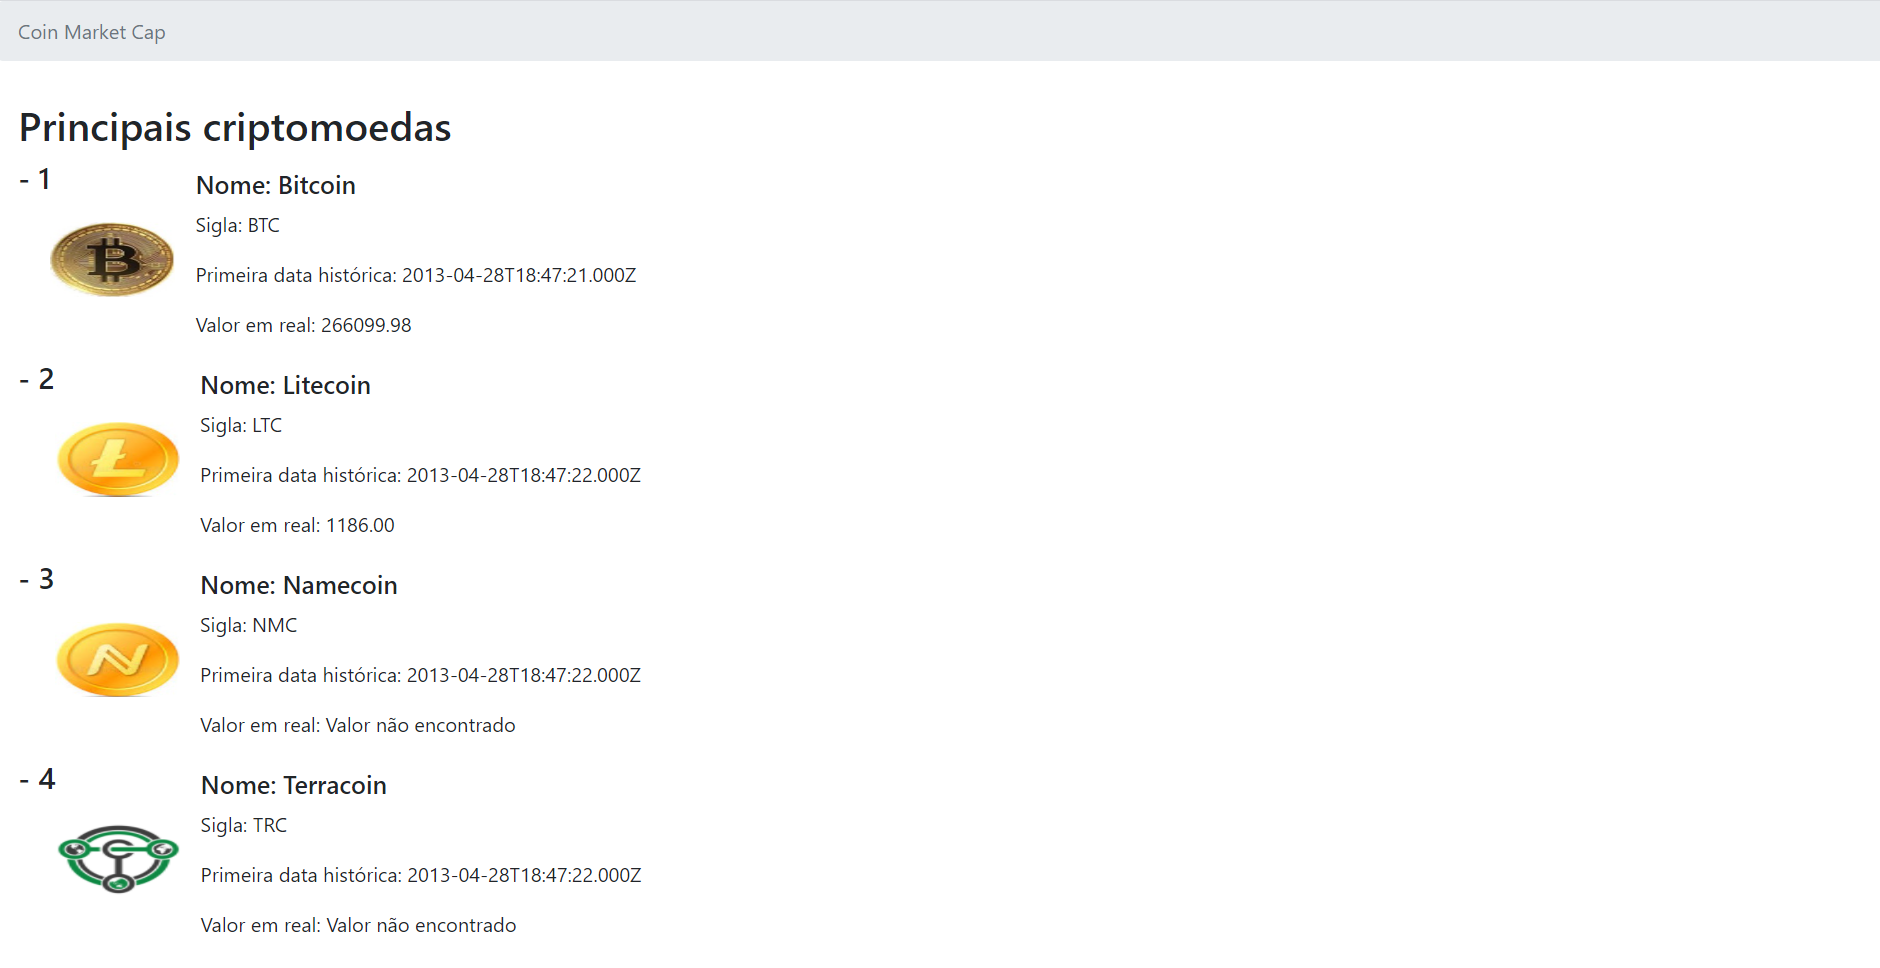 Coin Market Cap
Principais criptomoedas
- 1
Nome: Bitcoin
Sigla: BTC
Primeira data histórica: 2013-04-28T18:47:21.000Z
Valor em real: 266099.98
- 2
Nome: Litecoin
Sigla: LTC
Primeira data histórica: 2013-04-28T18:47:22.000Z
Valor em real: 1186.00
- 3
Nome: Namecoin
Sigla: NMC
Primeira data histórica: 2013-04-28T18:47:22.000Z
Valor em real: Valor não encontrado
- 4
Nome: Terracoin
Sigla: TRC
Primeira data histórica: 2013-04-28T18:47:22.000Z
Valor em real: Valor não encontrado